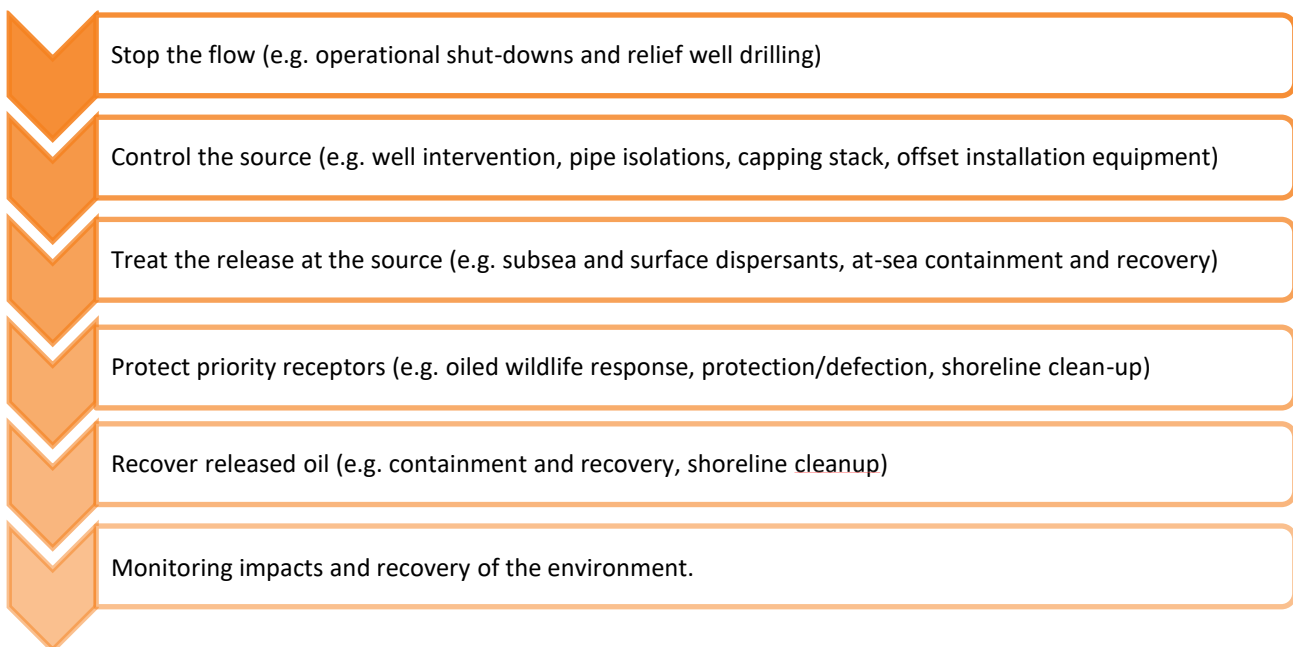 Stop the flow (e.g. operational shut-downs and relief well drilling)
Control the source (e.g. well intervention, pipe isolations, capping stack, offset installation equipment)
Treat the release at the source (e.g. subsea and surface dispersants, at-sea containment and recovery)
Protect priority receptors (e.g. oiled wildlife response, protection/defection, shoreline clean-up)
Recover released oil (e.g. containment and recovery, shoreline cleanup)
Monitoring impacts and recovery of the environment.